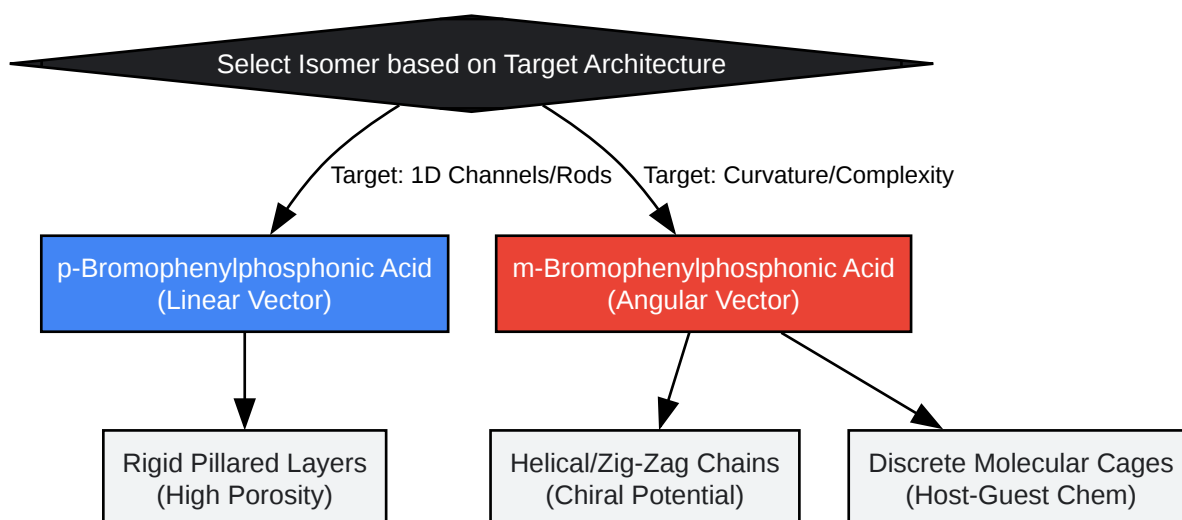 Select Isomer based on Target Architecture
Target: 1D Channels/Rods
Target: Curvature/Complexity
p-Bromophenylphosphonic Acid
(Linear Vector)
m-Bromophenylphosphonic Acid
(Angular Vector)
Rigid Pillared Layers
(High Porosity)
Helical/Zig-Zag Chains
(Chiral Potential)
Discrete Molecular Cages
(Host-Guest Chem)